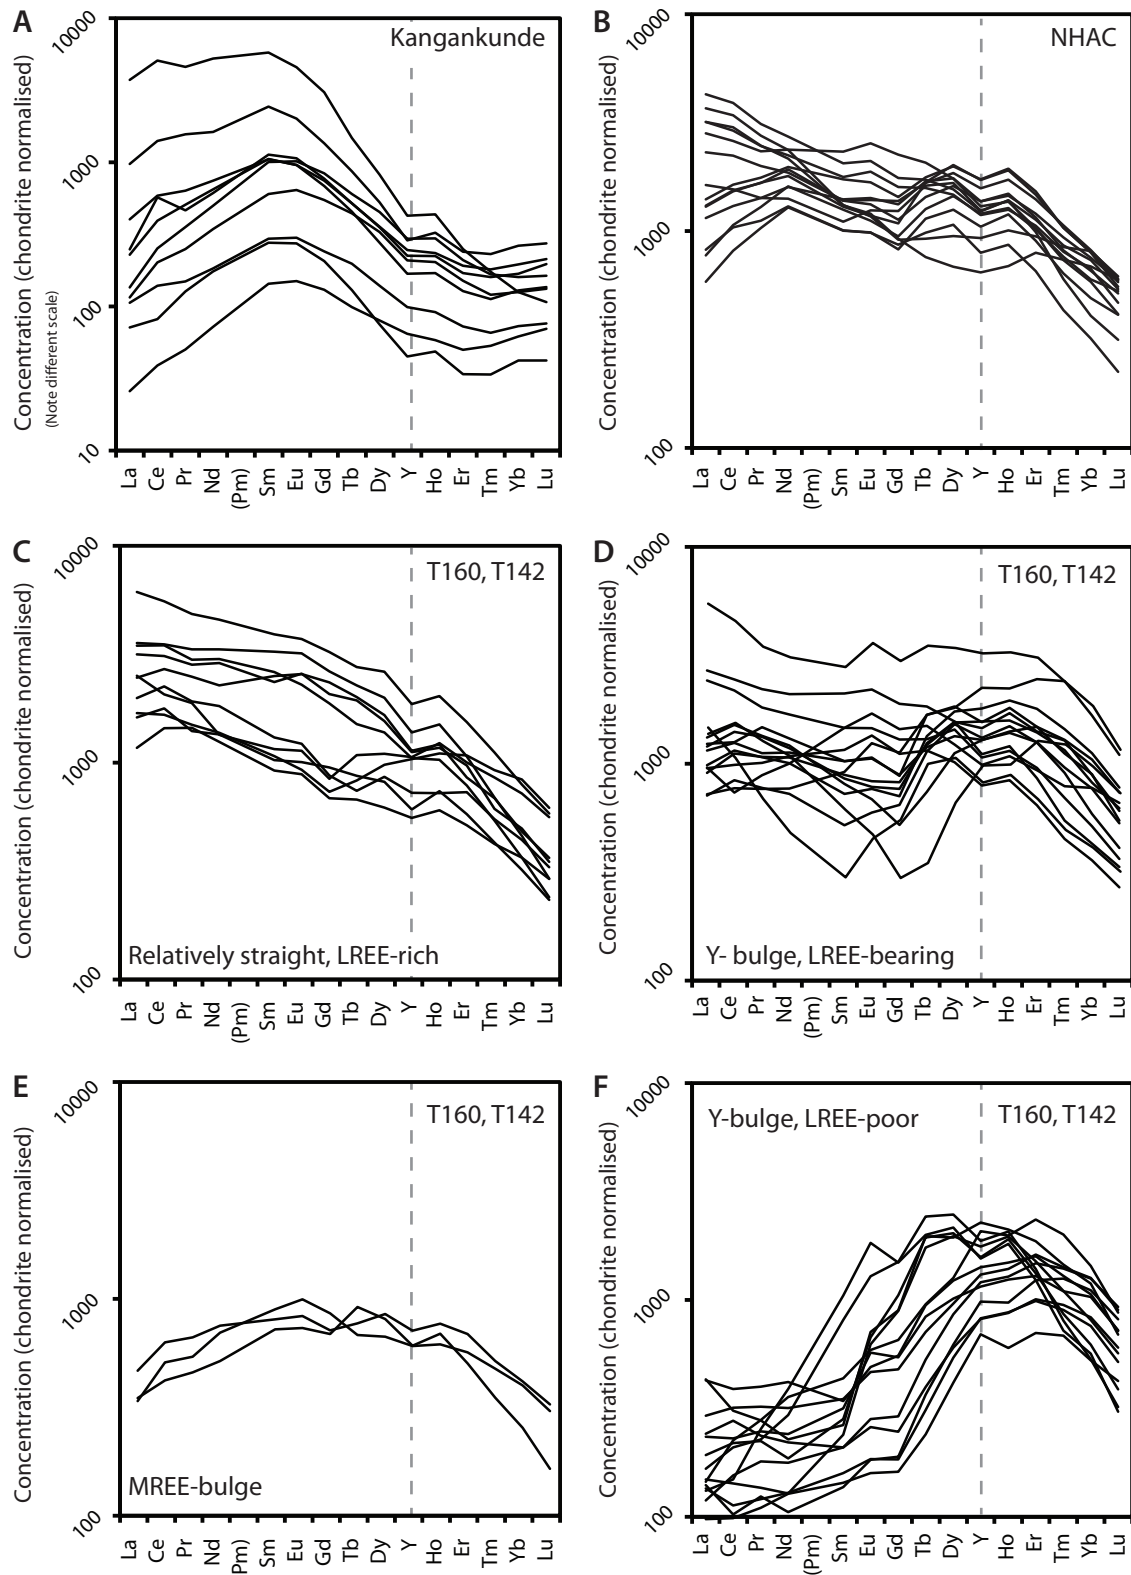 A
Kangankunde
Concentration (chondrite normalised)
(Note different scale)
10000
1000
100
10
La Ce Pr Nd (Pm) Sm Eu Gd Tb Dy Y Ho Er Tm Yb Lu
B
NHAC
Concentration (chondrite normalised)
10000
1000
100
La Ce Pr Nd (Pm) Sm Eu Gd Tb Dy Y Ho Er Tm Yb Lu
C
T160, T142
Concentration (chondrite normalised)
10000
1000
100
Relatively straight, LREE-rich
La Ce Pr Nd (Pm) Sm Eu Gd Tb Dy Y Ho Er Tm Yb Lu
D
T160, T142
Concentration (chondrite normalised)
10000
1000
100
Y- bulge, LREE-bearing
La Ce Pr Nd (Pm) Sm Eu Gd Tb Dy Y Ho Er Tm Yb Lu
E
T160, T142
Concentration (chondrite normalised)
10000
1000
100
MREE-bulge
La Ce Pr Nd (Pm) Sm Eu Gd Tb Dy Y Ho Er Tm Yb Lu
F
Y-bulge, LREE-poor
T160, T142
Concentration (chondrite normalised)
10000
1000
100
La Ce Pr Nd (Pm) Sm Eu Gd Tb Dy Y Ho Er Tm Yb Lu